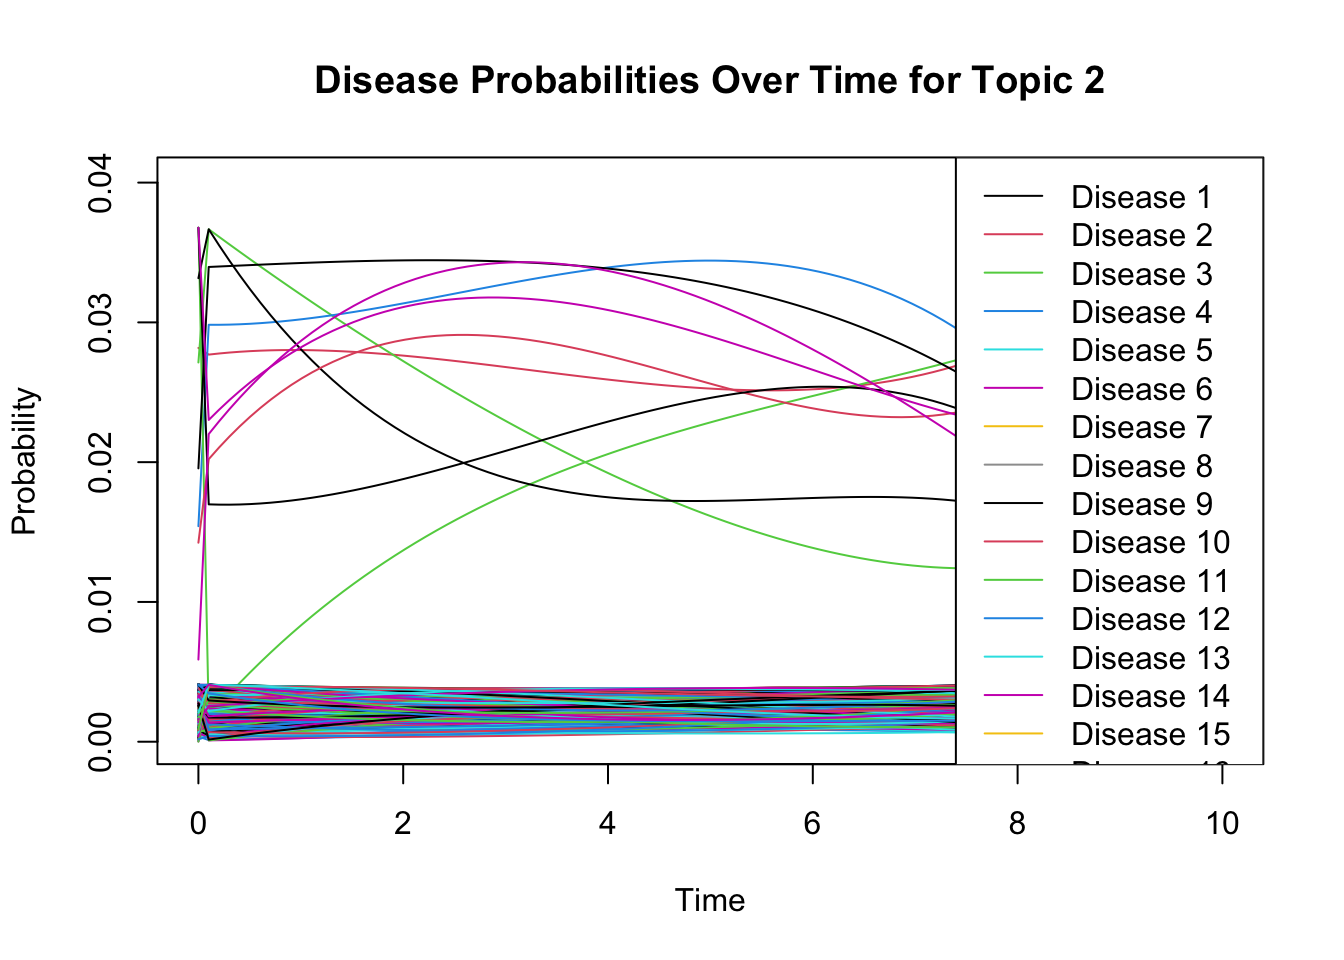 Disease Probabilities Over Time for Topic 2
Probability
0.04
0.03
0.02
0.01
0.00
0
2
4
6
8
10
Time
Disease 1
Disease 2
Disease 3
Disease 4
Disease 5
Disease 6
Disease 7
Disease 8
Disease 9
Disease 10
Disease 11
Disease 12
Disease 13
Disease 14
Disease 15